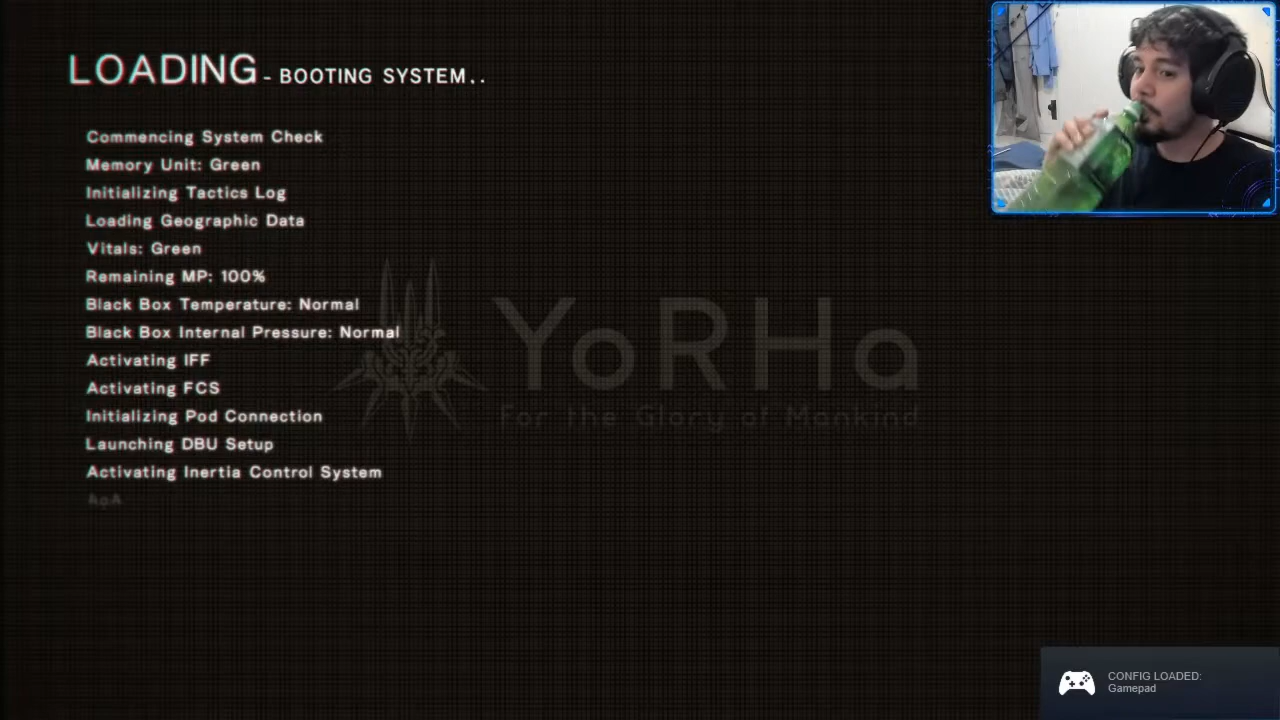 LOADING - BOOTING SYSTEM..
Commencing System Check
Memory Unit: Green
Initializing Tactics Log
Loading Geographic Data
Vitals: Green
Remaining MP: 100%
Black Box Temperature: Normal
Black Box Internal Pressure: Normal
Activating IFF
Activating FCS
Initializing Pod Connection
Launching DBU Setup
Activating Inertia Control System
YoRHa
For the Glory of Mankind
CONFIG LOADED:
Gamepad